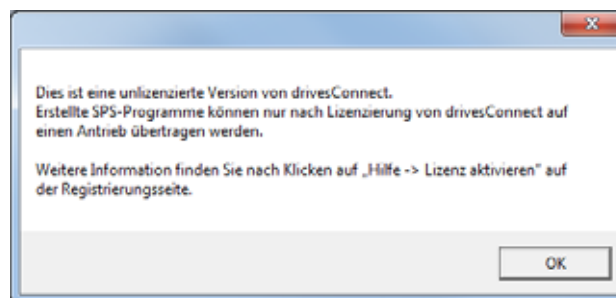 Dies ist eine unlizenzierte Version von drivesConnect.
Erstellte SPS-Programme können nur nach Lizenzierung von drivesConnect auf
einen Antrieb übertragen werden.
Weitere Information finden Sie nach Klicken auf „Hilfe -> Lizenz aktivieren" auf
der Registrierungsseite.
OK